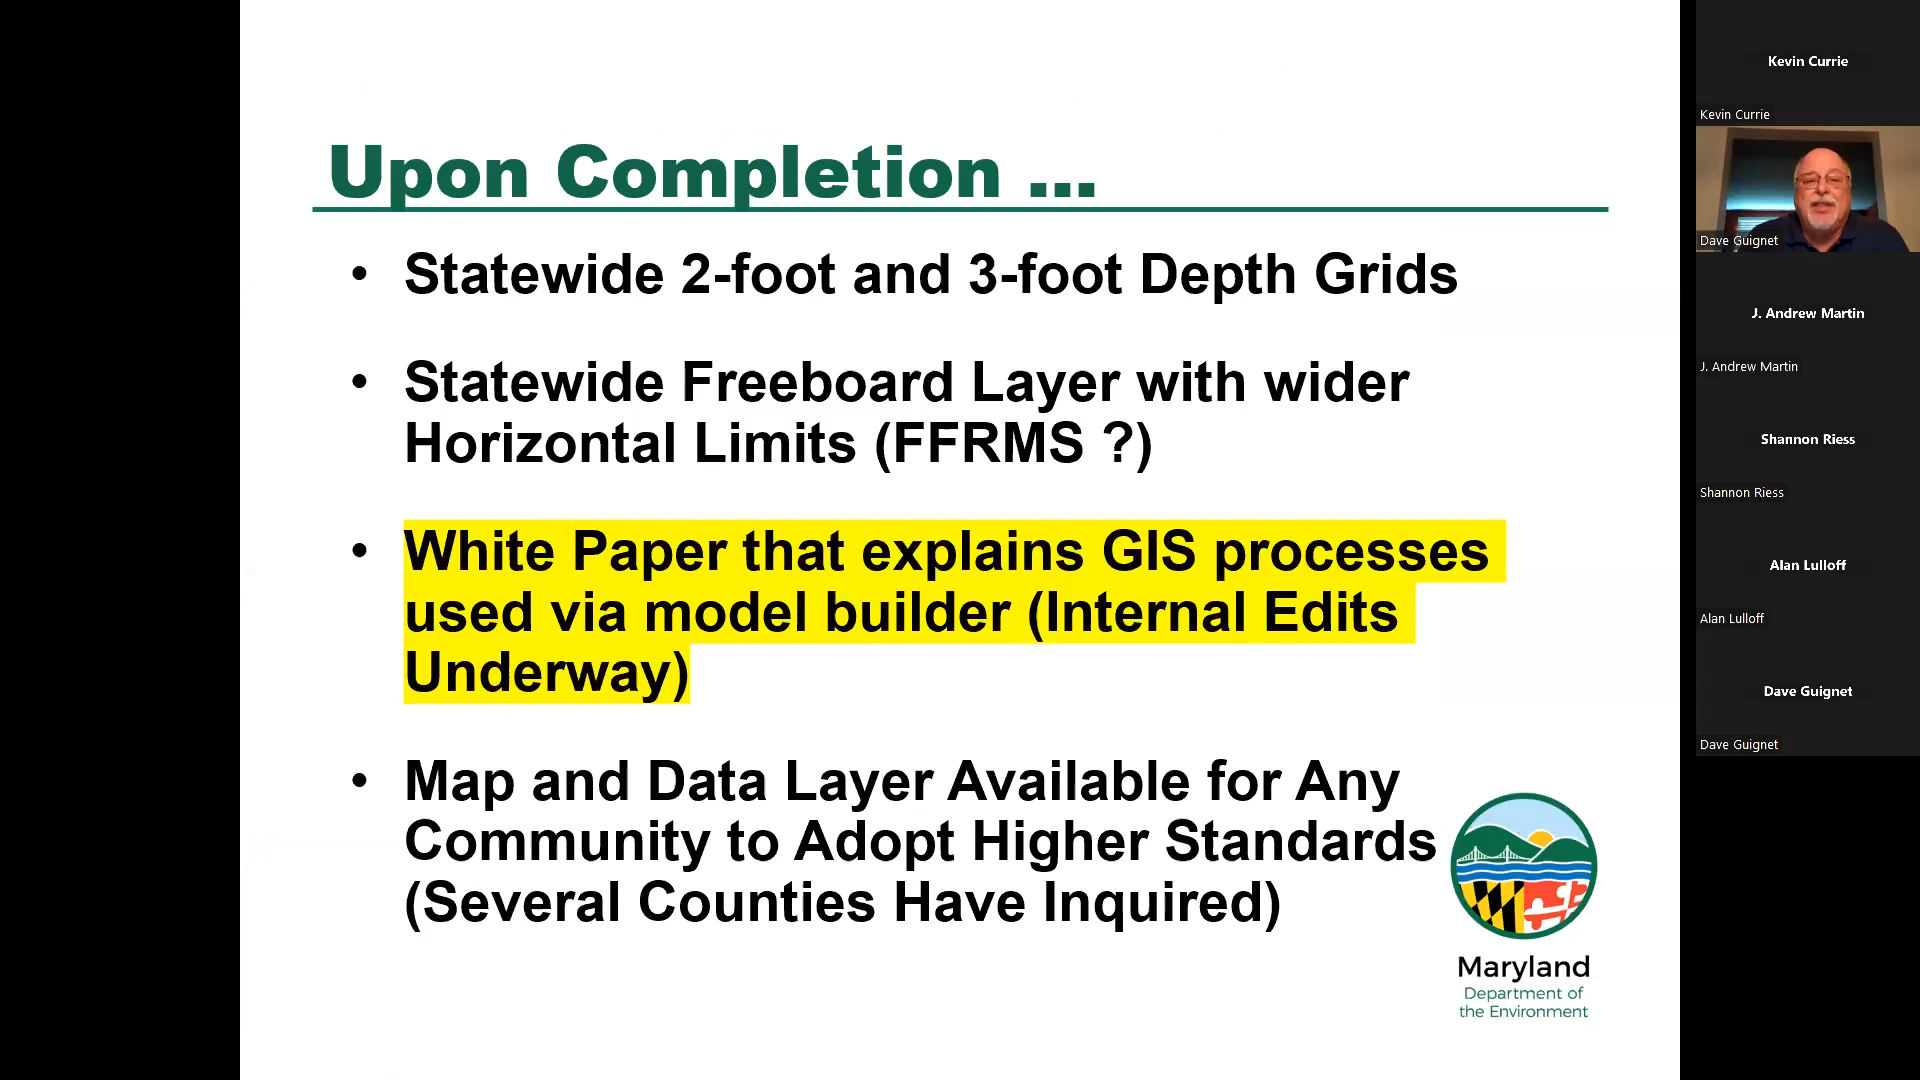 Upon Completion ...
• Statewide 2-foot and 3-foot Depth Grids
• Statewide Freeboard Layer with wider
Horizontal Limits (FFRMS ?)
• White Paper that explains GIS processes
used via model builder (Internal Edits
Underway)
• Map and Data Layer Available for Any
Community to Adopt Higher Standards
(Several Counties Have Inquired)
Maryland
Department of
the Environment
Kevin Currie
Kevin Currie
Dave Guignet
J. Andrew Martin
J. Andrew Martin
Shannon Riess
Shannon Riess
Alan Lulloff
Alan Lulloff
Dave Guignet
Dave Guignet